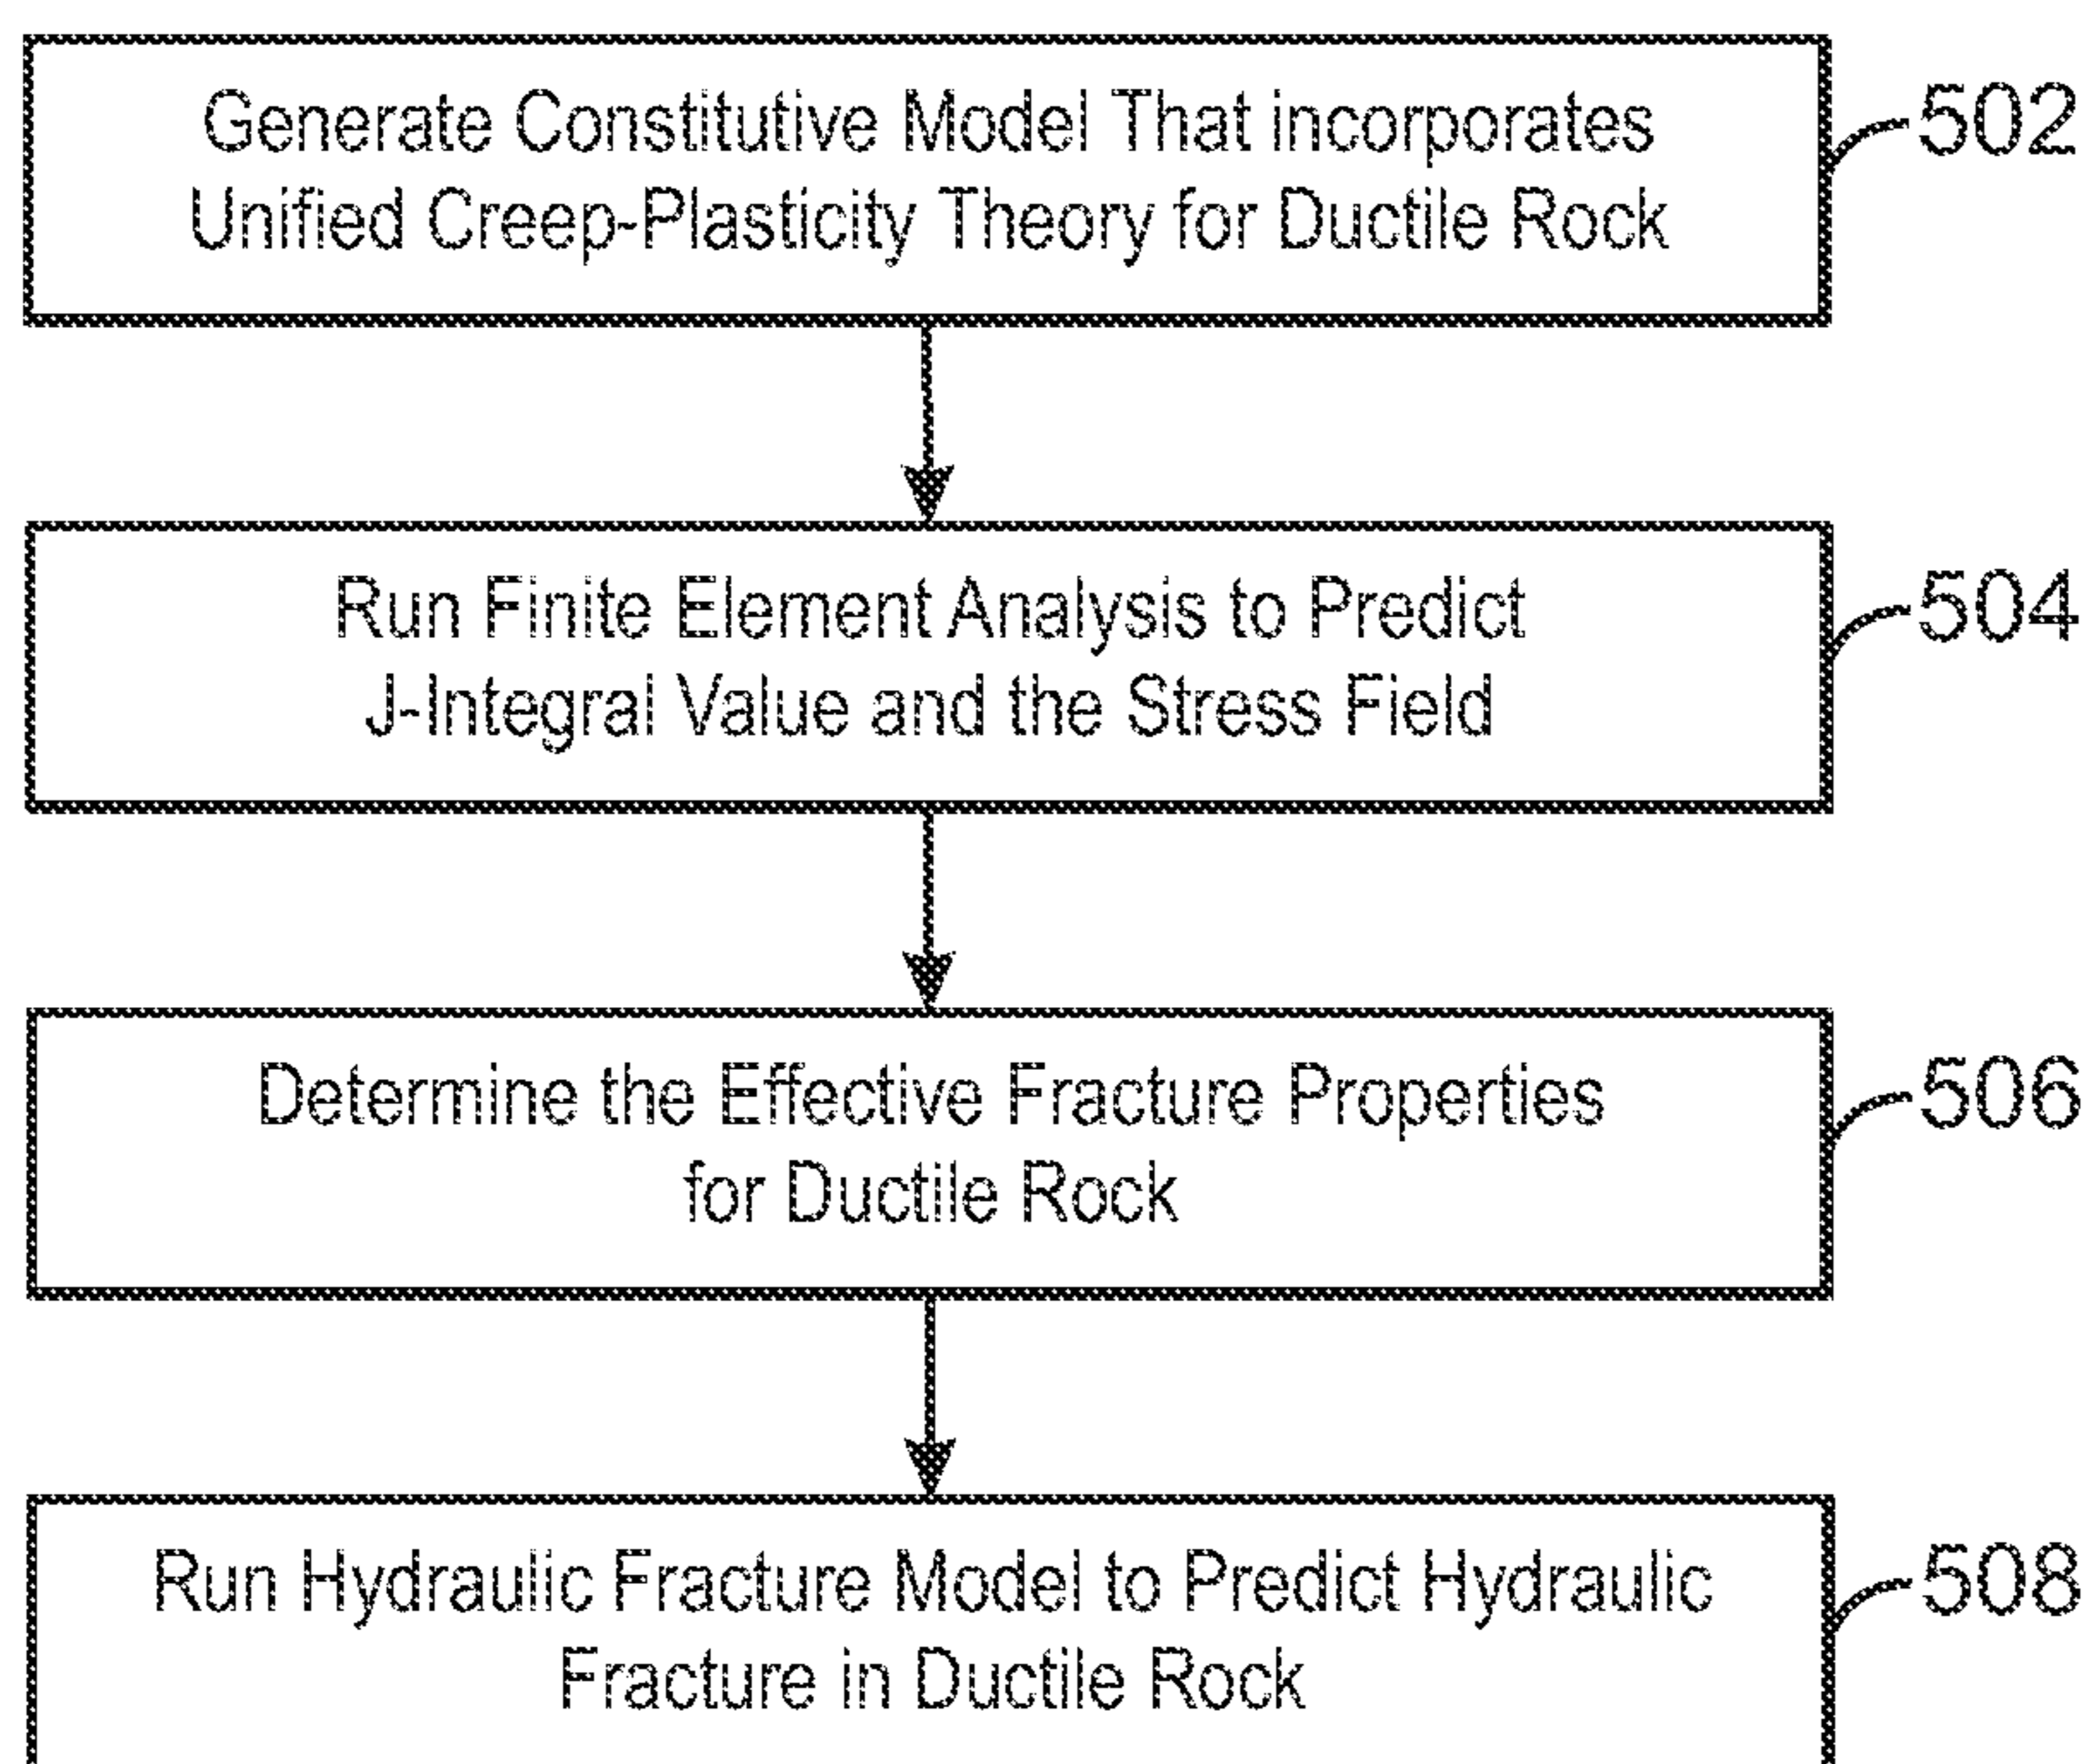 Generate Constitutive Model That incorporates
Unified Creep-Plasticity Theory for Ductile Rock
502
Run Finite Element Analysis to Predict
J-Integral Value and the Stress Field
504
Determine the Effective Fracture Properties
for Ductile Rock
506
Run Hydraulic Fracture Model to Predict Hydraulic
Fracture in Ductile Rock
508